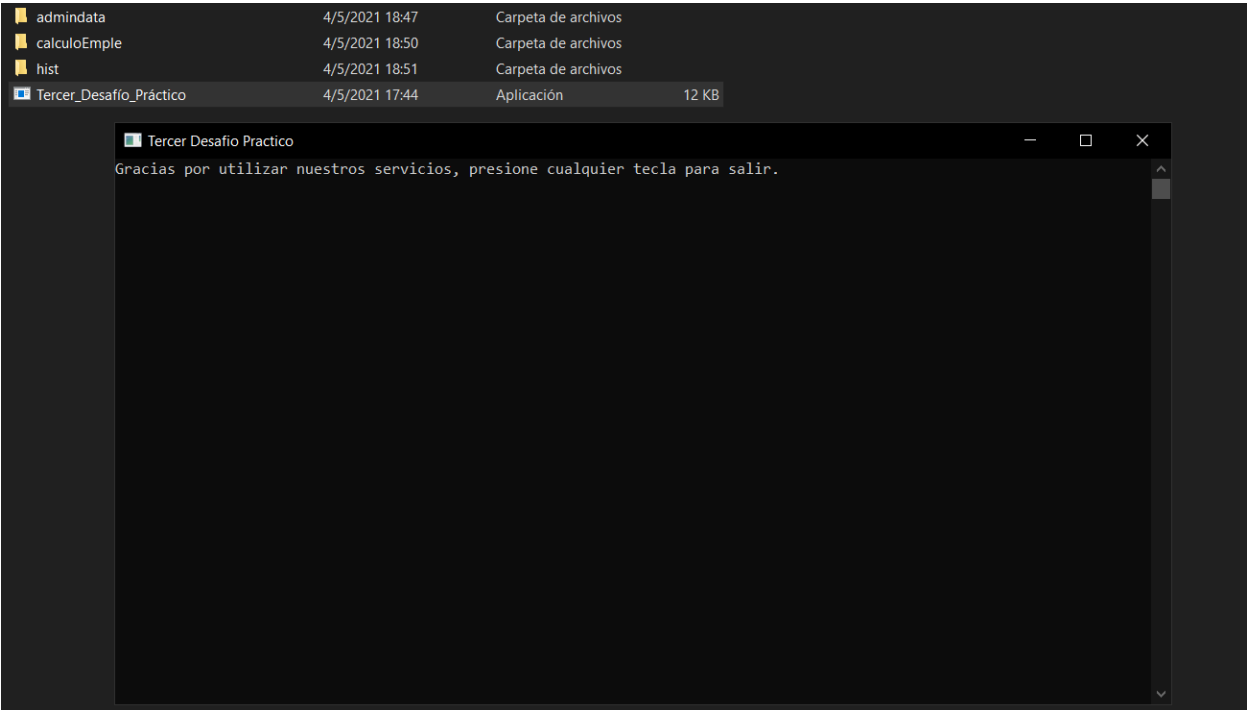 admindata 4/5/2021 18:47 Carpeta de archivos
calculoEmple 4/5/2021 18:50 Carpeta de archivos
hist 4/5/2021 18:51 Carpeta de archivos
Tercer_Desafío_Práctico 4/5/2021 17:44 Aplicación 12 KB
Tercer Desafio Practico
Gracias por utilizar nuestros servicios, presione cualquier tecla para salir.